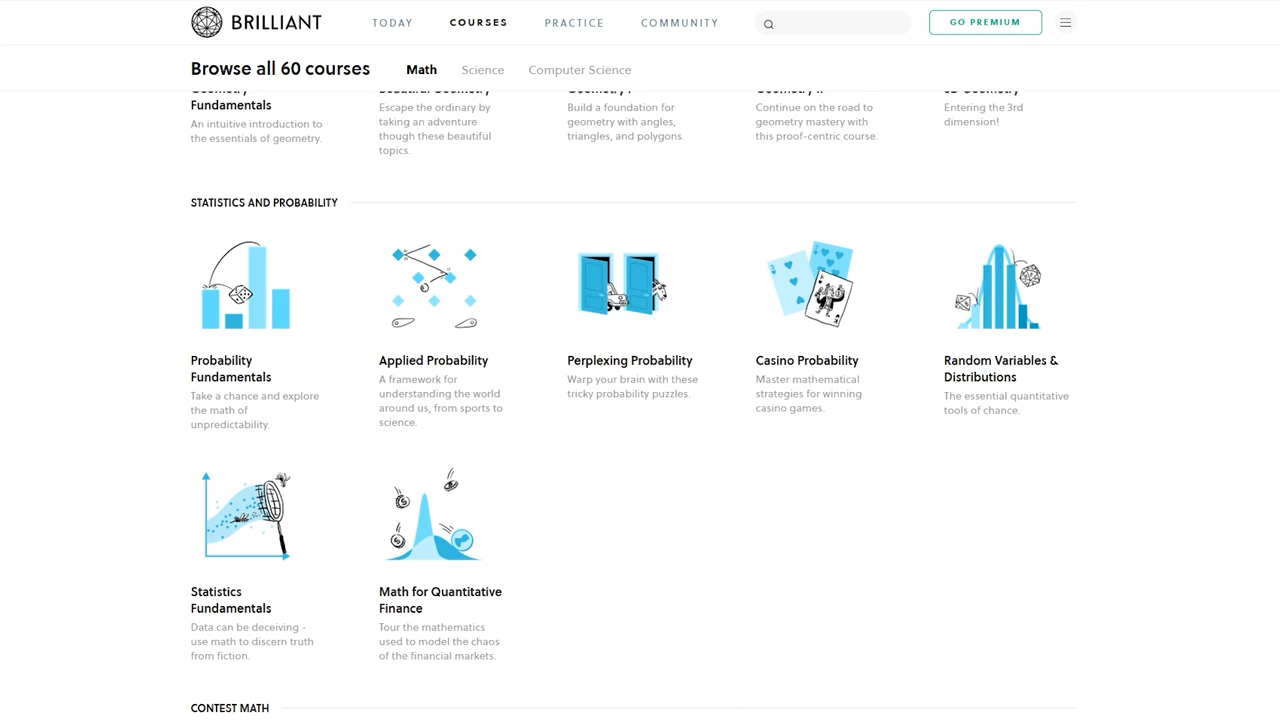 BRILLIANT
TODAY
COURSES
PRACTICE
COMMUNITY
GO PREMIUM
Browse all 60 courses
Math
Science
Computer Science
Fundamentals
An intuitive introduction to
the essentials of geometry.
Escape the ordinary by
taking an adventure
though these beautiful
topics.
Build a foundation for
geometry with angles,
triangles, and polygons.
Continue on the road to
geometry mastery with
this proof-centric course.
Entering the 3rd
dimension!
STATISTICS AND PROBABILITY
Probability
Fundamentals
Take a chance and explore
the math of
unpredictability.
Applied Probability
A framework for
understanding the world
around us, from sports to
science.
Perplexing Probability
Warp your brain with these
tricky probability puzzles.
Casino Probability
Master mathematical
strategies for winning
casino games.
Random Variables &
Distributions
The essential quantitative
tools of chance.
Statistics
Fundamentals
Data can be deceiving -
use math to discern truth
from fiction.
Math for Quantitative
Finance
Tour the mathematics
used to model the chaos
of the financial markets.
CONTEST MATH